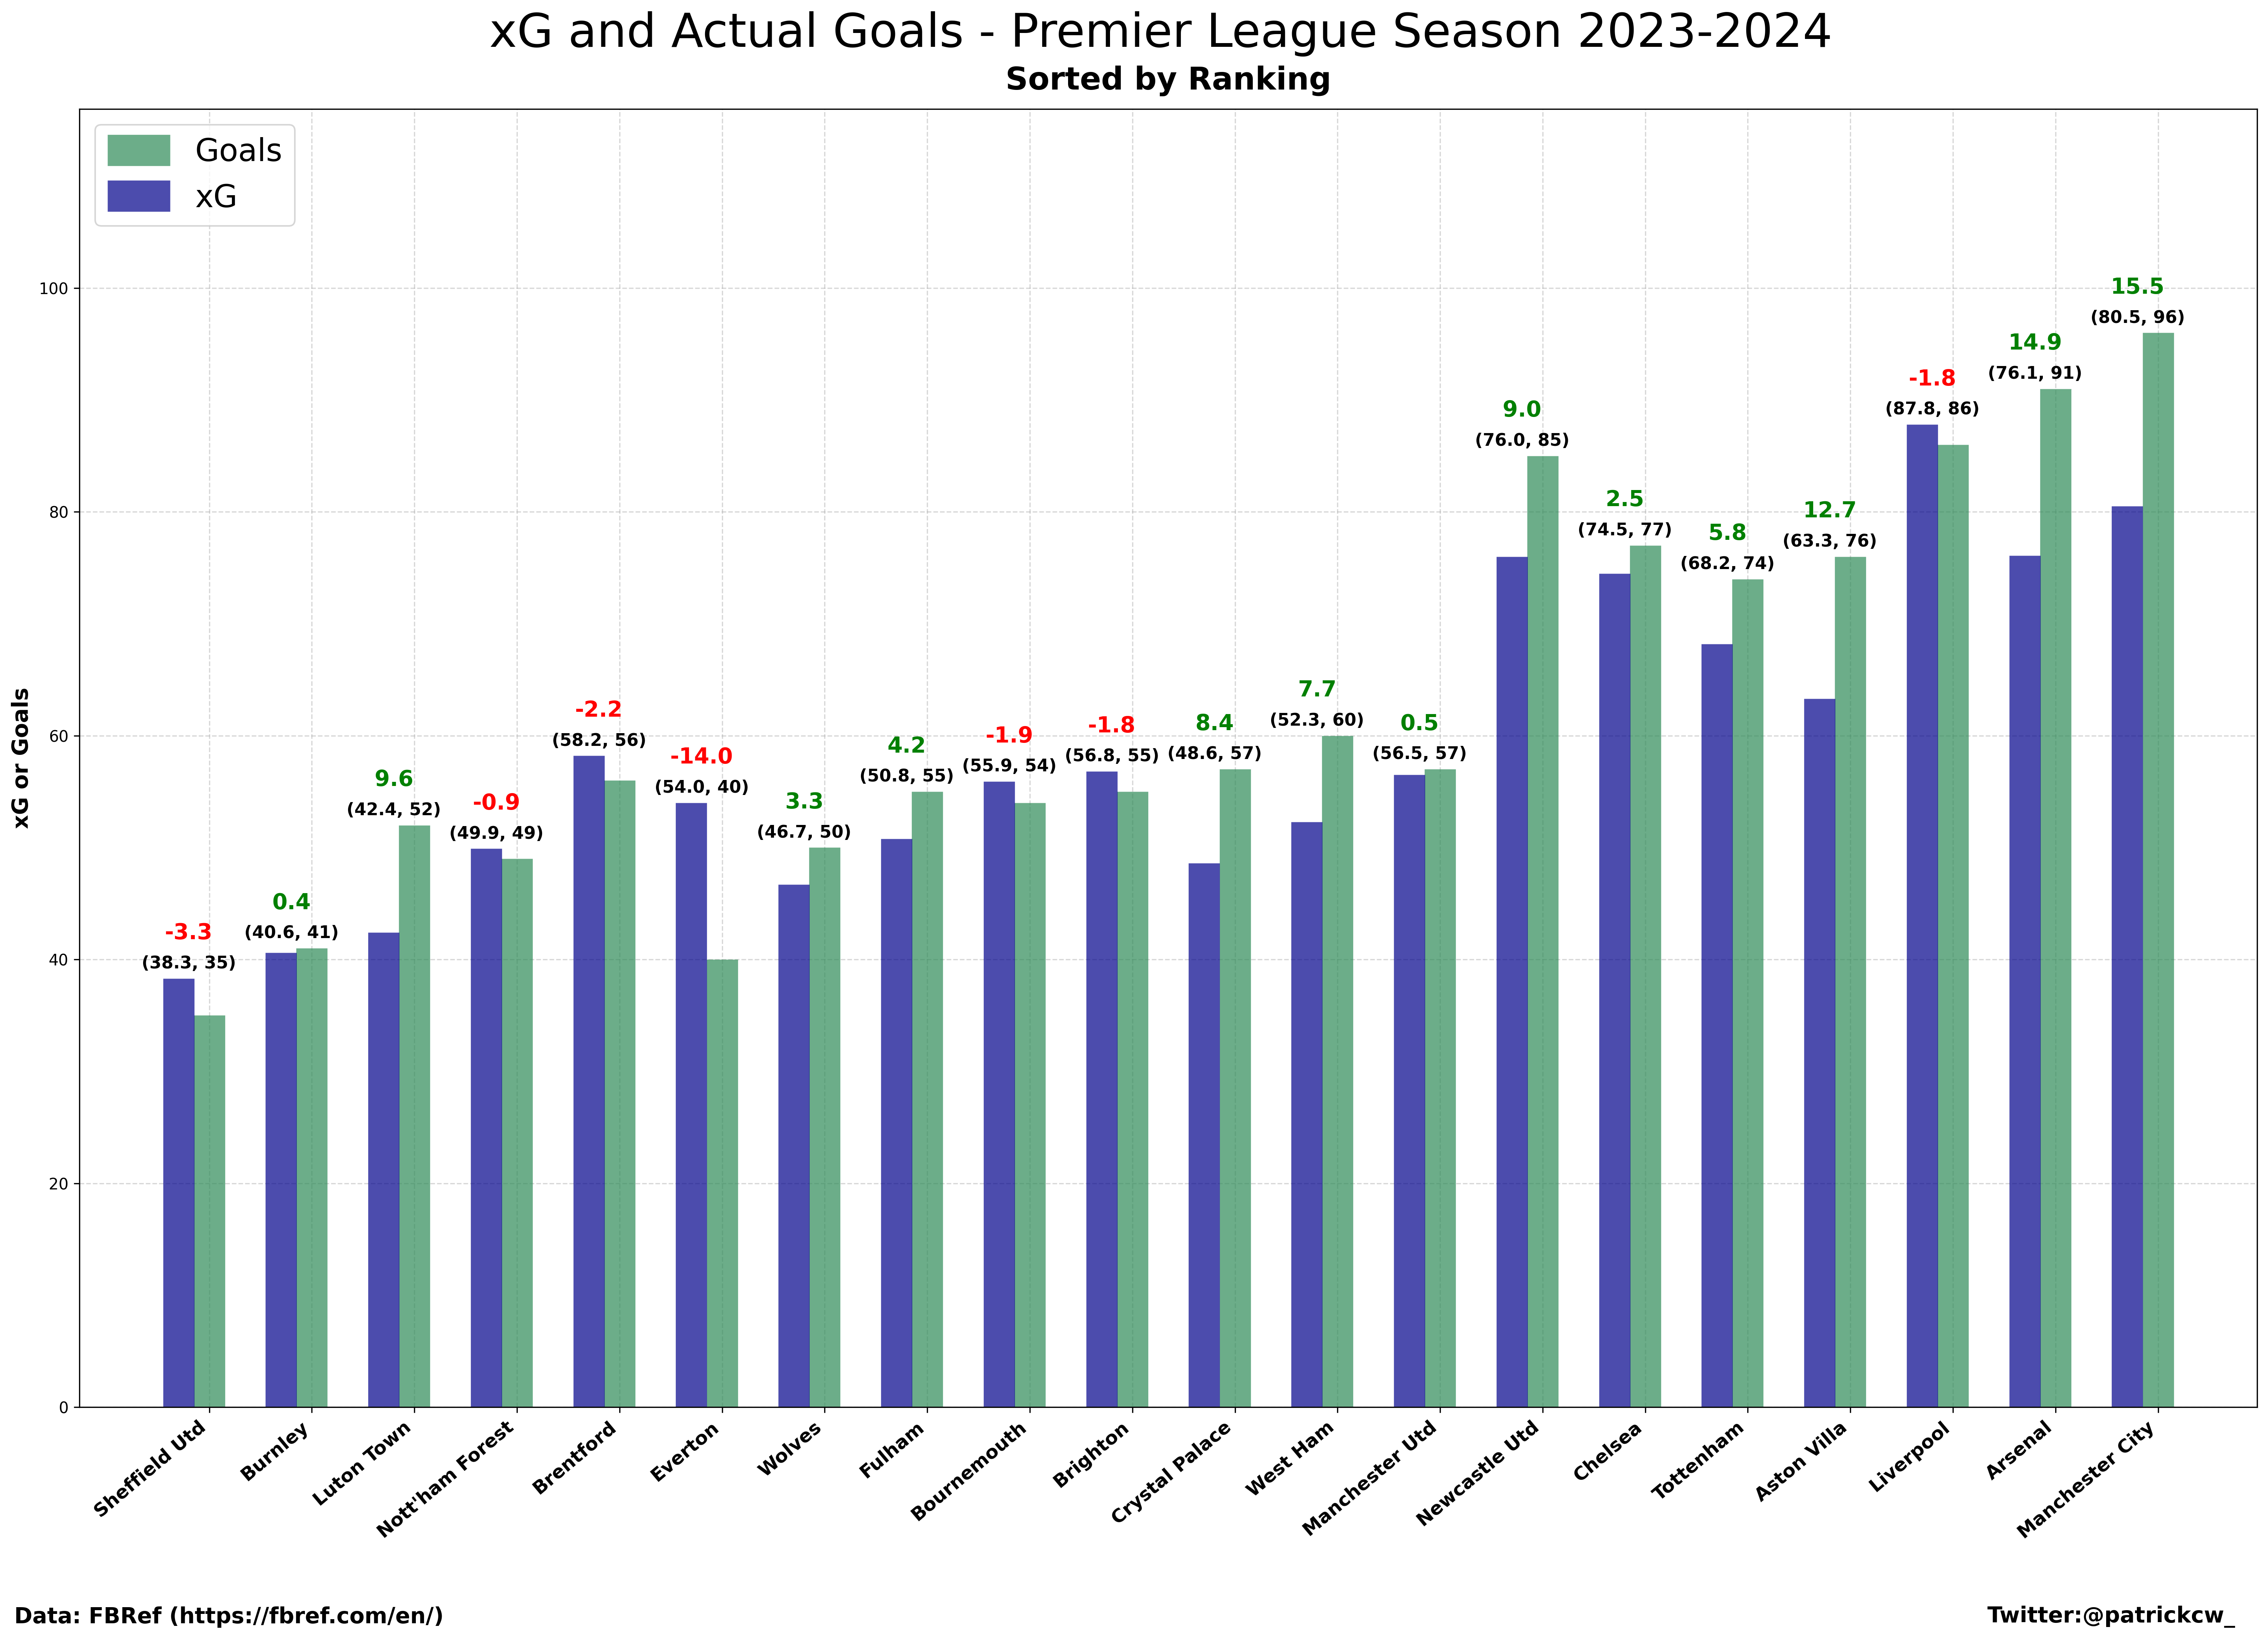 xG and Actual Goals - Premier League Season 2023-2024
Sorted by Ranking
Goals
xG
xG or Goals
100
80
60
40
20
0
-3.3
(38.3, 35)
0.4
(40.6, 41)
9.6
(42.4, 52)
-0.9
(49.9, 49)
-2.2
(58.2, 56)
-14.0
(54.0, 40)
3.3
(46.7, 50)
4.2
(50.8, 55)
-1.9
(55.9, 54)
-1.8
(56.8, 55)
8.4
(48.6, 57)
7.7
(52.3, 60)
0.5
(56.5, 57)
9.0
(76.0, 85)
2.5
(74.5, 77)
5.8
(68.2, 74)
12.7
(63.3, 76)
-1.8
(87.8, 86)
14.9
(76.1, 91)
15.5
(80.5, 96)
Sheffield Utd
Burnley
Luton Town
Nott'ham Forest
Brentford
Everton
Wolves
Fulham
Bournemouth
Brighton
Crystal Palace
West Ham
Manchester Utd
Newcastle Utd
Chelsea
Tottenham
Aston Villa
Liverpool
Arsenal
Manchester City
Data: FBRef (https://fbref.com/en/)
Twitter:@patrickcw_